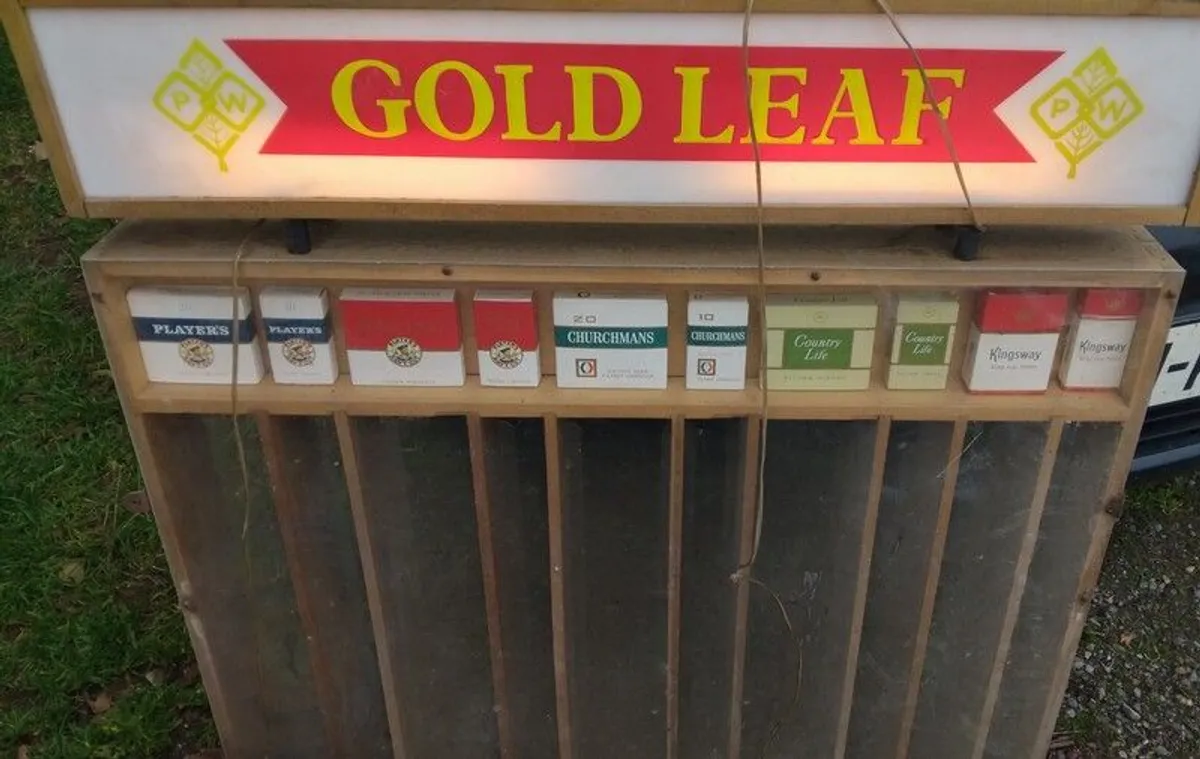 GOLD LEAF
P W
P W
PLAYER'S
PLAYER'S
20
CHURCHMANS
10
CHURCHMANS
Country
Life
Country
Life
Kingsway
Kingsway